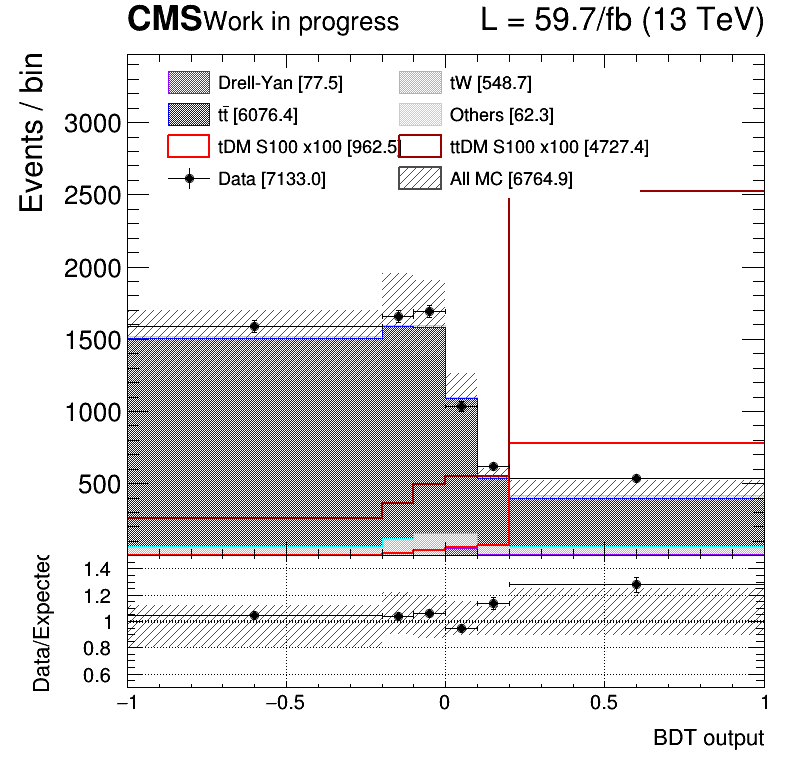 CMS Work in progress L = 59.7/fb (13 TeV)
Events / bin
Drell-Yan [77.5] tW [548.7]
tt̄ [6076.4] Others [62.3]
tDM S100 x100 [962.5] ttDM S100 x100 [4727.4]
Data [7133.0] All MC [6764.9]
3000
2500
2000
1500
1000
500
Data/Expected
1.4
1.2
1
0.8
0.6
−1 −0.5 0 0.5 1
BDT output